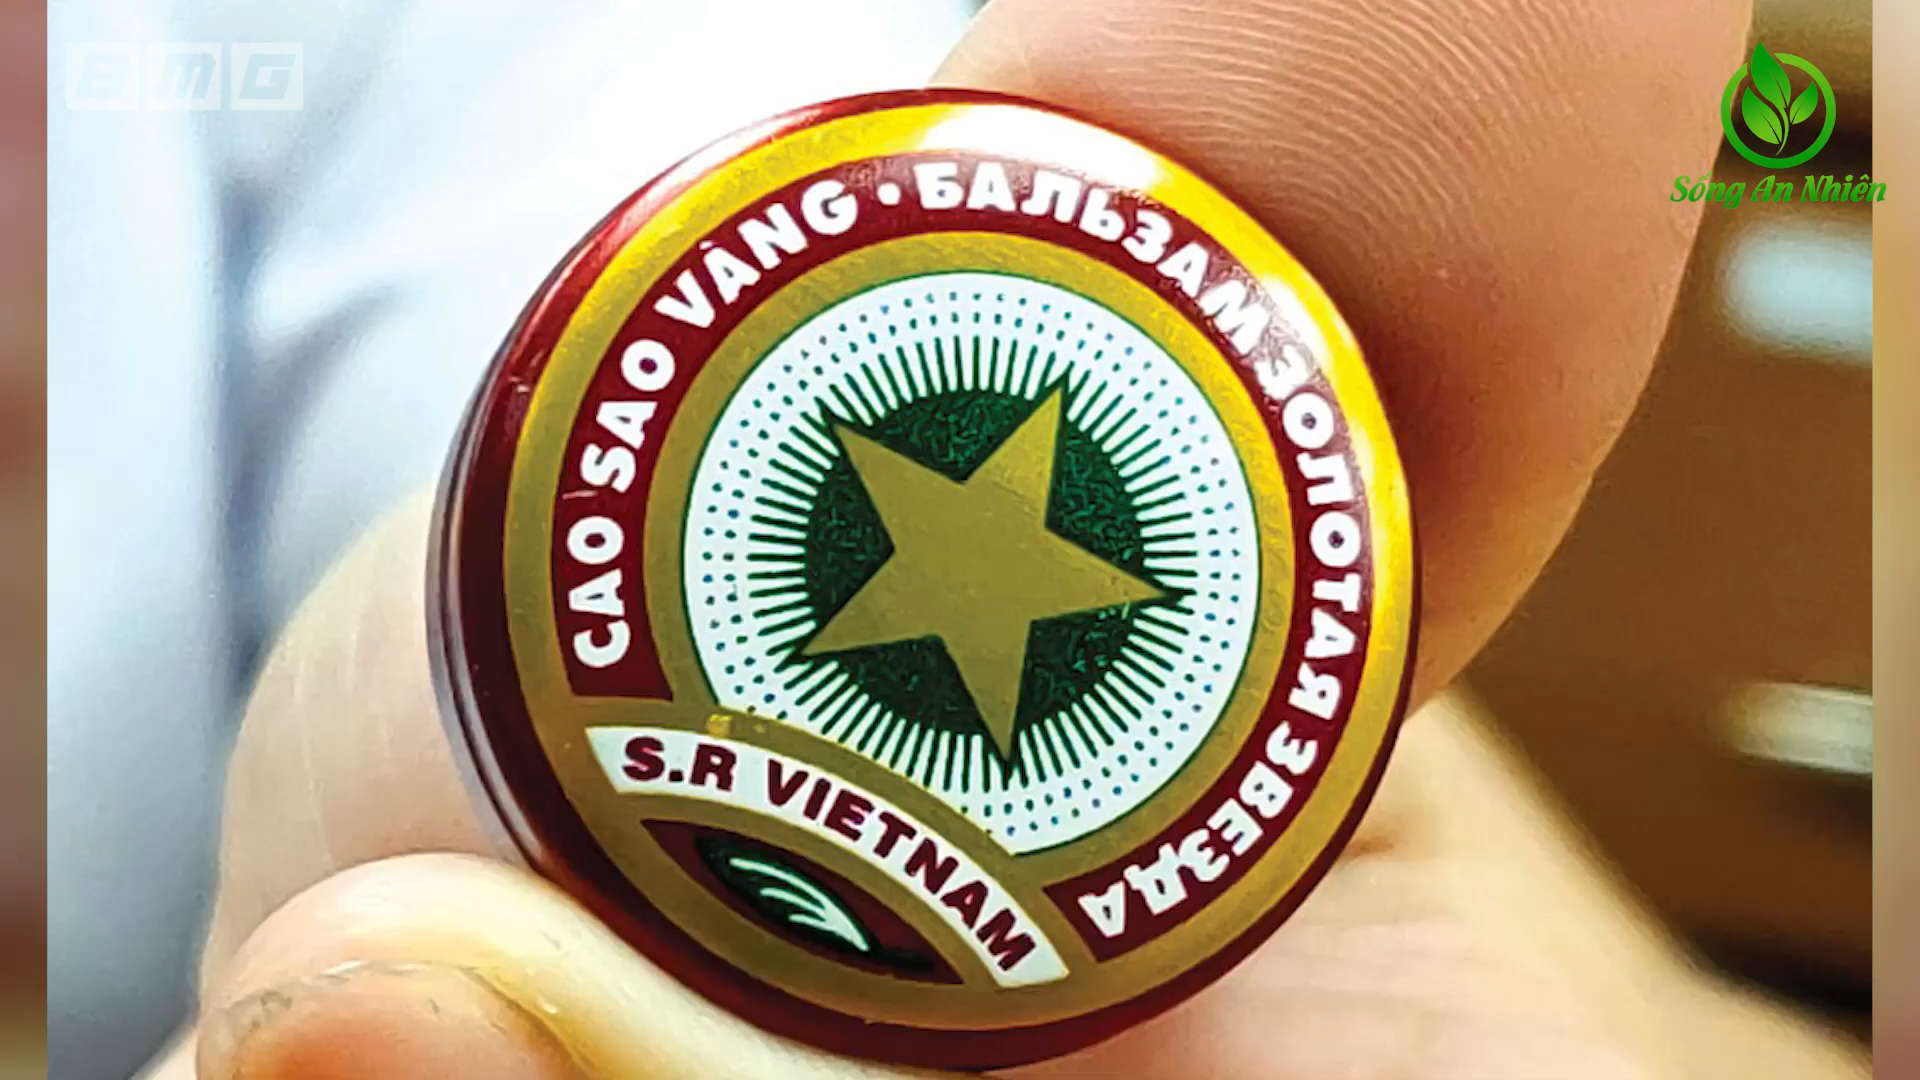 BMG
Sống An Nhiên
CAO SAO VÀNG • БАЛЬЗАМ ЗОЛОТАЯ ЗВЕЗДА
S.R VIETNAM